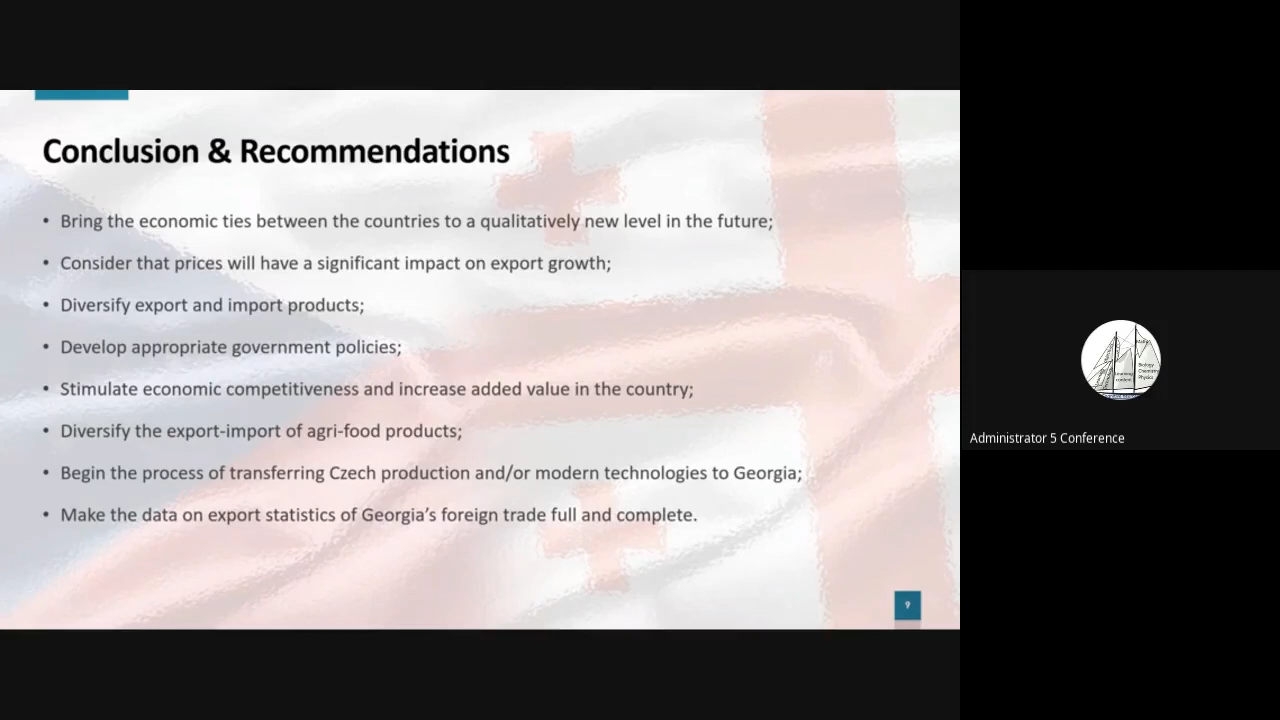 Conclusion & Recommendations
• Bring the economic ties between the countries to a qualitatively new level in the future;
• Consider that prices will have a significant impact on export growth;
• Diversify export and import products;
• Develop appropriate government policies;
• Stimulate economic competitiveness and increase added value in the country;
• Diversify the export-import of agri-food products;
• Begin the process of transferring Czech production and/or modern technologies to Georgia;
• Make the data on export statistics of Georgia’s foreign trade full and complete.
9
Biology
Chemistry
Physics
Administrator 5 Conference